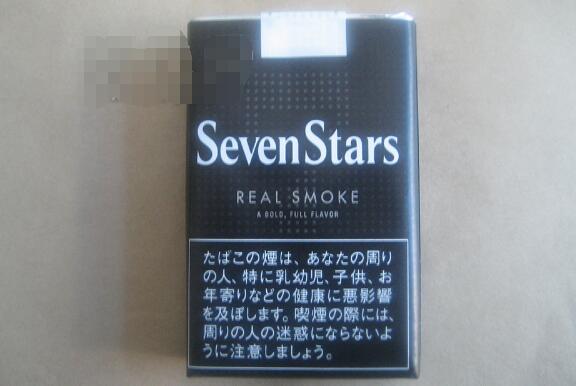 Seven Stars
REAL SMOKE
A BOLD, FULL FLAVOR
たばこの煙は、あなたの周り
の人、特に乳幼児、子供、お
年寄りなどの健康に悪影響
を及ぼします。喫煙の際には、
周りの人の迷惑にならないよ
うに注意しましょう。